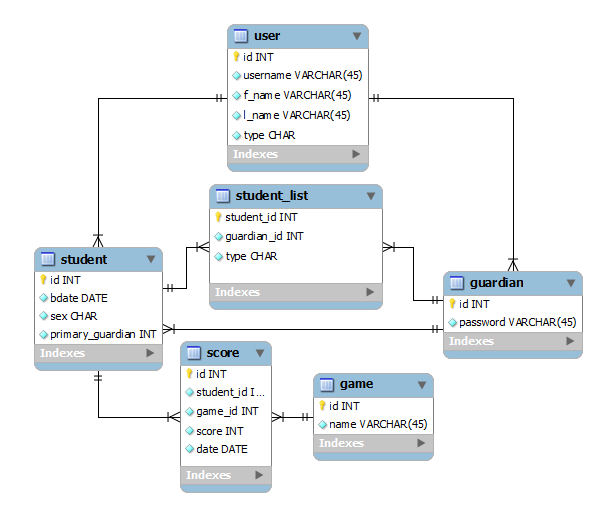 user
id INT
username VARCHAR(45)
f_name VARCHAR(45)
l_name VARCHAR(45)
type CHAR
Indexes
student_list
student_id INT
guardian_id INT
type CHAR
Indexes
student
id INT
bdate DATE
sex CHAR
primary_guardian INT
Indexes
guardian
id INT
password VARCHAR(45)
Indexes
score
id INT
student_id I...
game_id INT
score INT
date DATE
Indexes
game
id INT
name VARCHAR(45)
Indexes